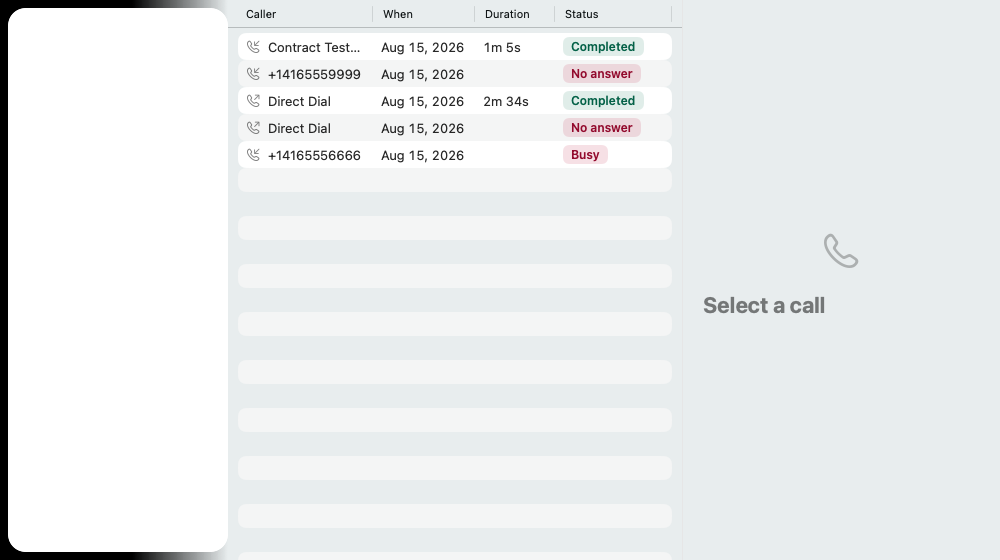 Caller When Duration Status
Contract Test... Aug 15, 2026 1m 5s Completed
+14165559999 Aug 15, 2026 No answer
Direct Dial Aug 15, 2026 2m 34s Completed
Direct Dial Aug 15, 2026 No answer
+14165556666 Aug 15, 2026 Busy
Select a call